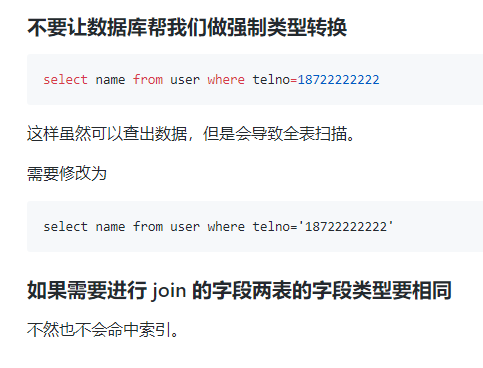 不要让数据库帮我们做强制类型转换
select name from user where telno=18722222222
这样虽然可以查出数据，但是会导致全表扫描。
需要修改为
select name from user where telno='18722222222'
如果需要进行 join 的字段两表的字段类型要相同
不然也不会命中索引。